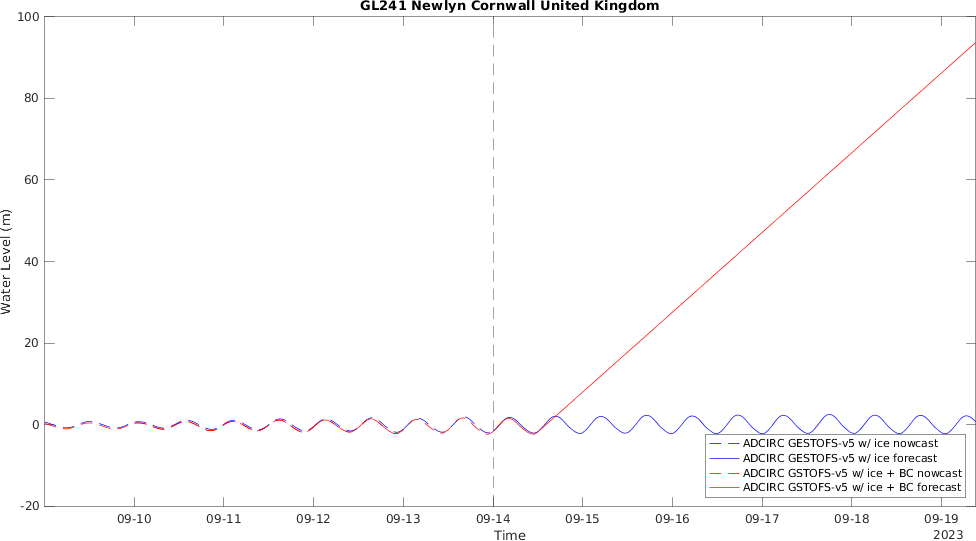 GL241 Newlyn Cornwall United Kingdom
100
80
60
40
20
0
-20
Water Level (m)
ADCIRC GESTOFS-v5 w/ ice nowcast
ADCIRC GESTOFS-v5 w/ ice forecast
ADCIRC GSTOFS-v5 w/ ice + BC nowcast
ADCIRC GSTOFS-v5 w/ ice + BC forecast
09-10 09-11 09-12 09-13 09-14 09-15 09-16 09-17 09-18 09-19
Time
2023